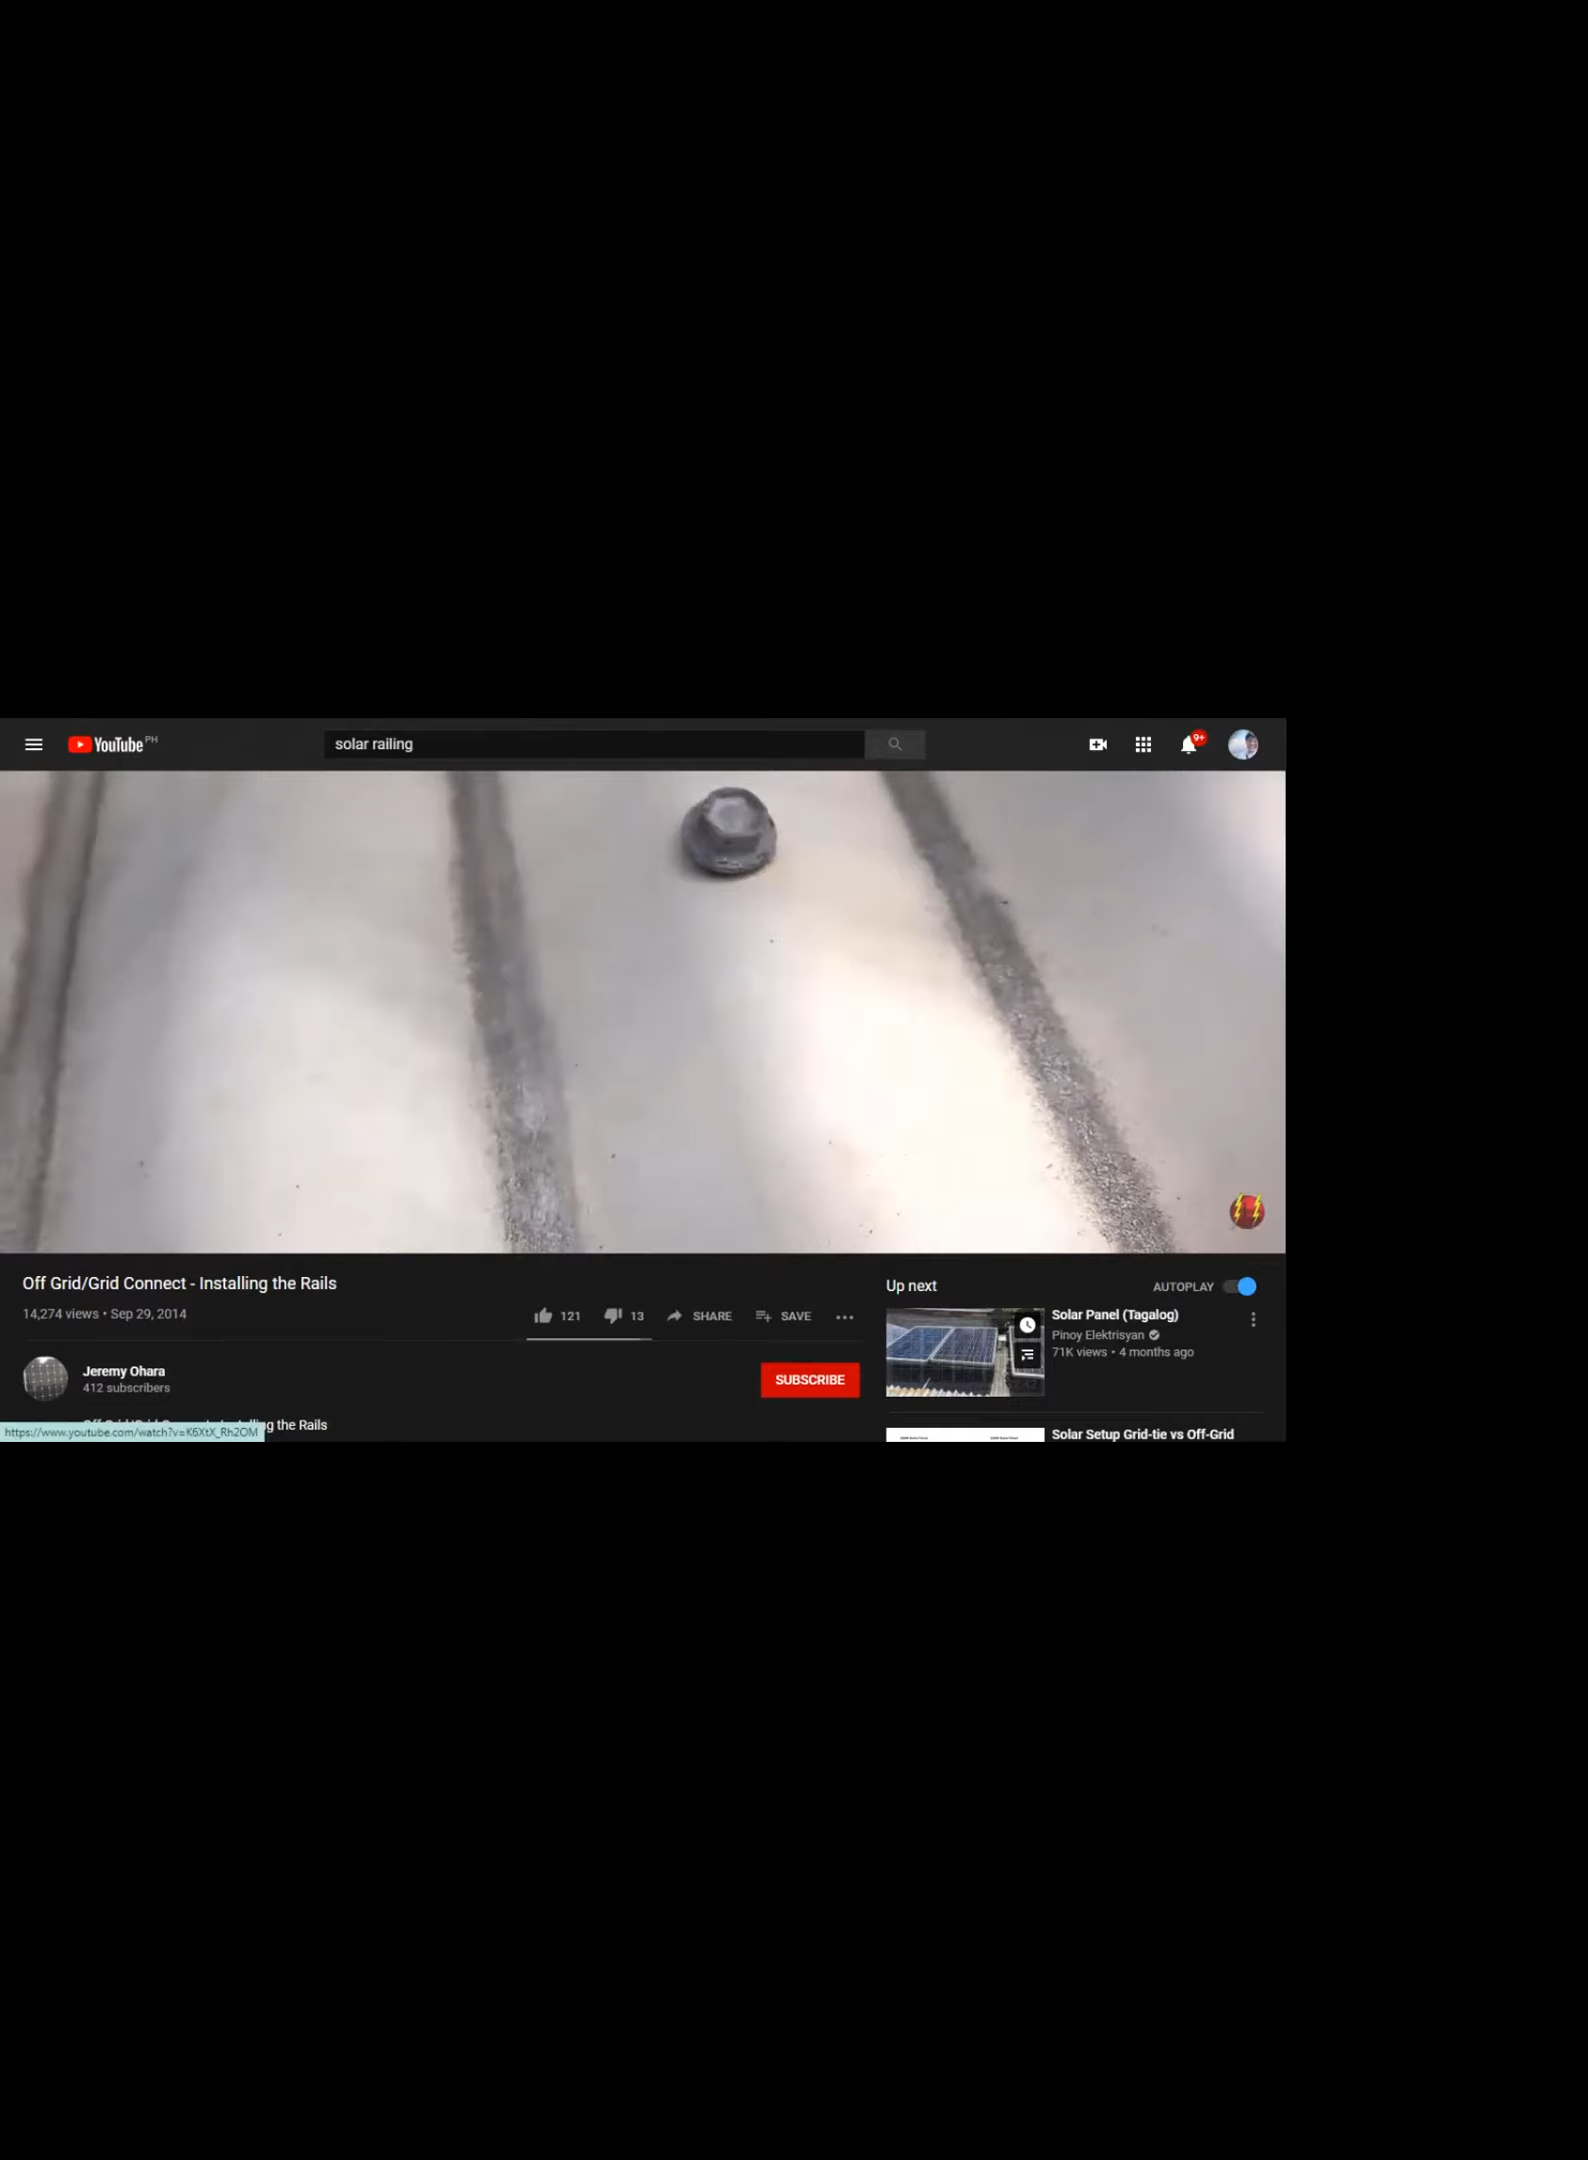 YouTube PH
solar railing
9+
Off Grid/Grid Connect - Installing the Rails
14,274 views • Sep 29, 2014
121
13
SHARE
SAVE
Jeremy Ohara
412 subscribers
SUBSCRIBE
the Rails
https://www.youtube.com/watch?v=K6XtX_Rh2OM
Up next
AUTOPLAY
Solar Panel (Tagalog)
Pinoy Elektrisyan
71K views • 4 months ago
Solar Setup Grid-tie vs Off-Grid